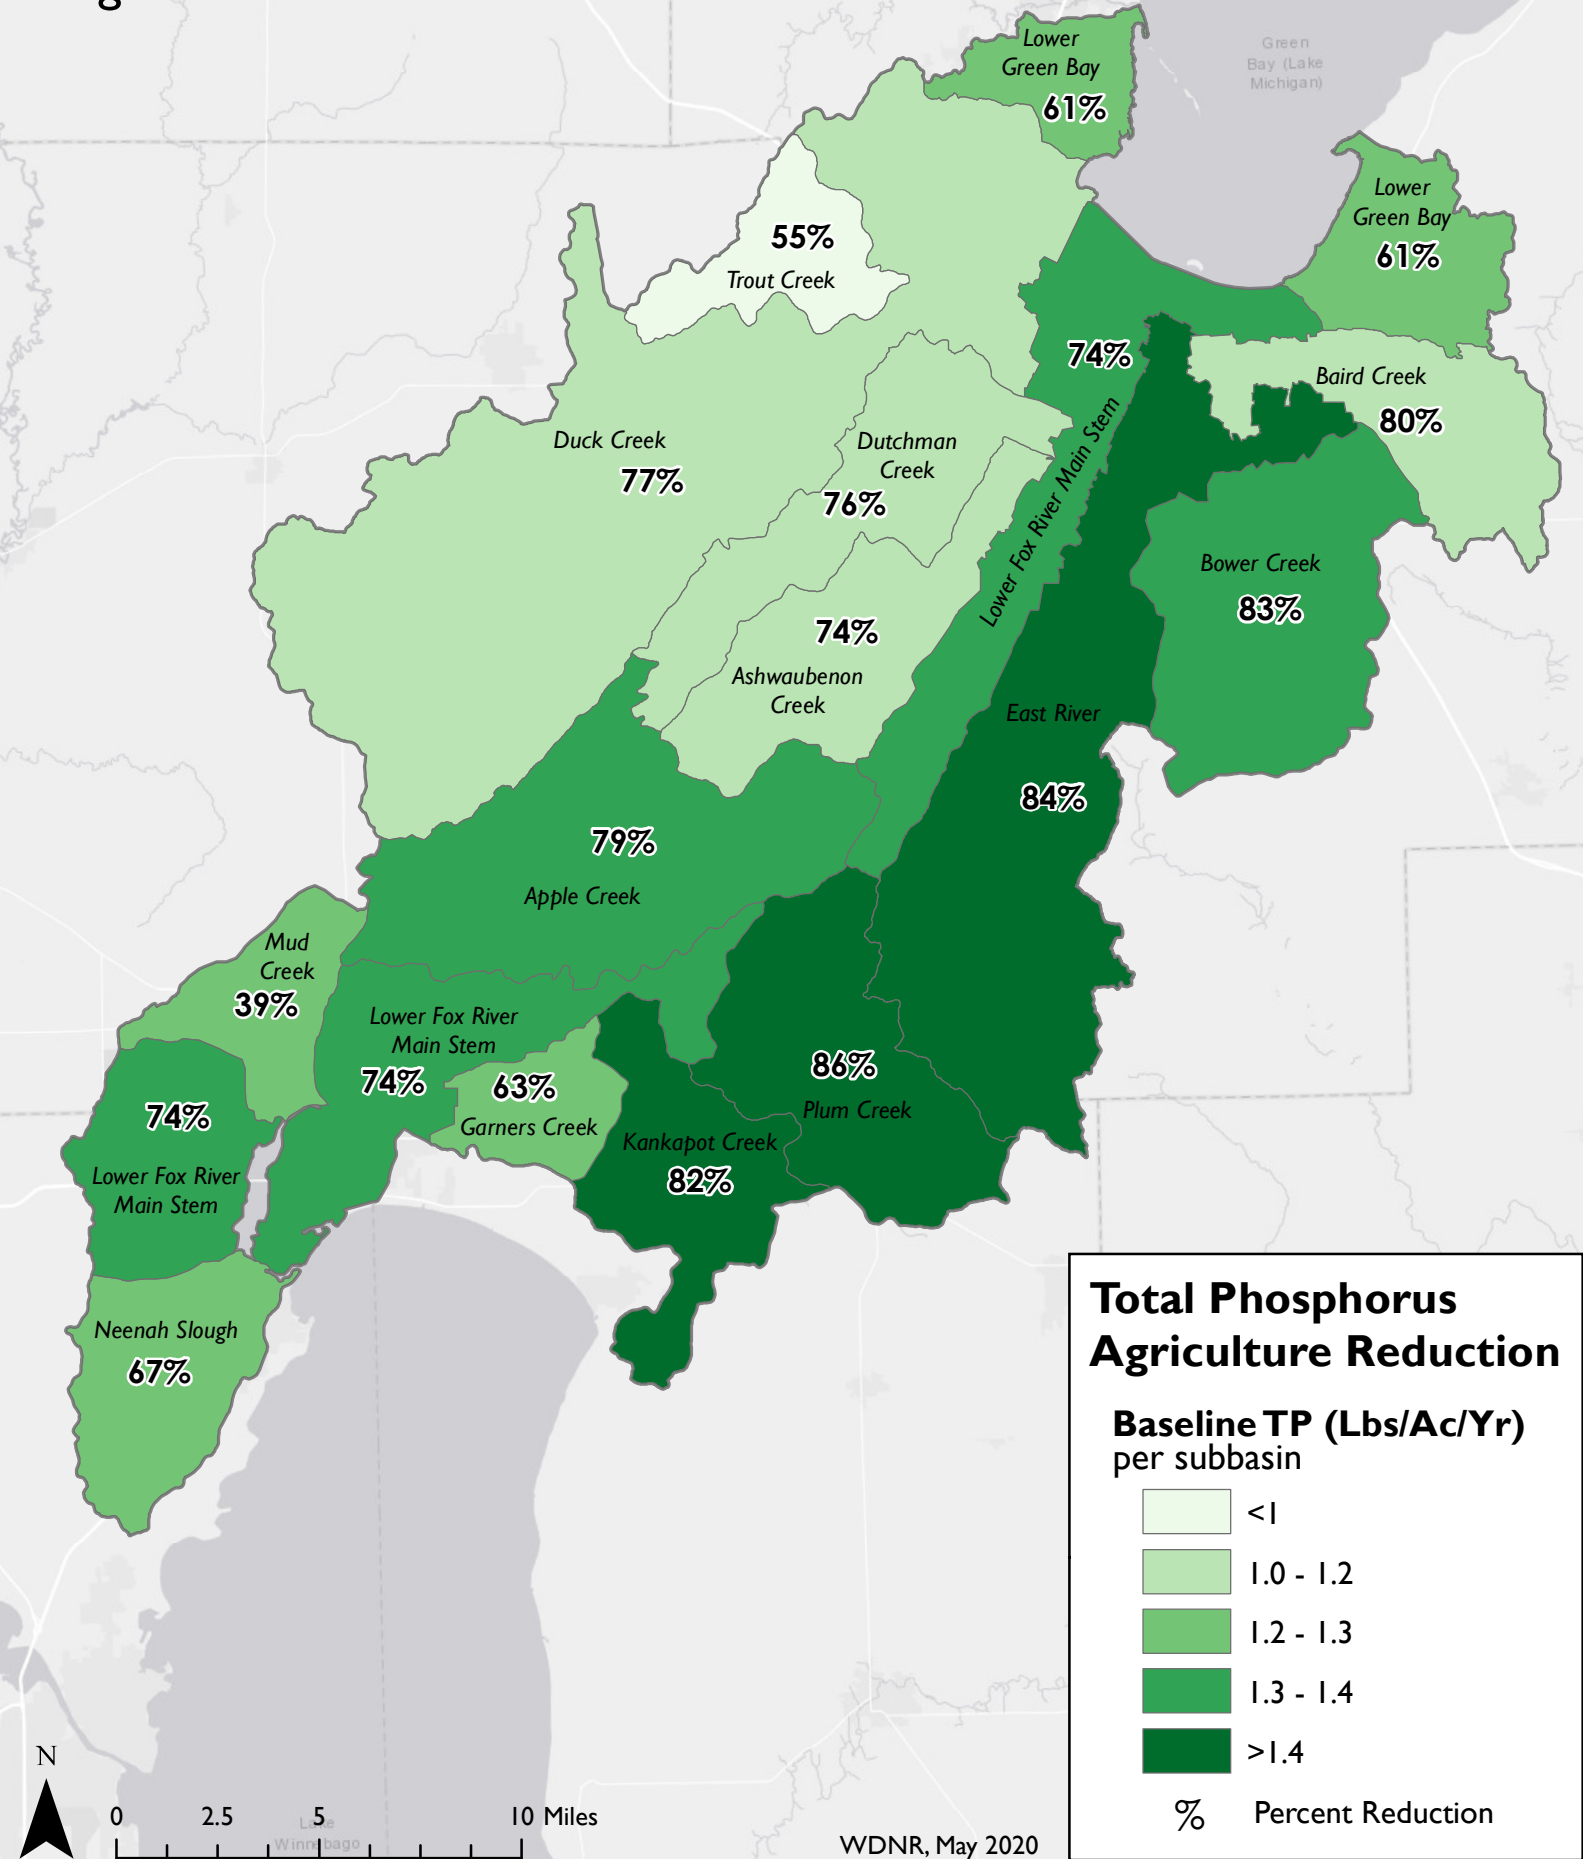 g
Green
Bay (Lake
Michigan)
Lower
Green Bay
61%
Lower
Green Bay
61%
55%
Trout Creek
74%
Lower Fox River Main Stem
Baird Creek
80%
Duck Creek
77%
Dutchman
Creek
76%
Bower Creek
83%
74%
Ashwaubenon
Creek
East River
84%
79%
Apple Creek
Mud
Creek
39%
Lower Fox River
Main Stem
74%
63%
Garners Creek
86%
Plum Creek
74%
Lower Fox River
Main Stem
Kankapot Creek
82%
Neenah Slough
67%
Total Phosphorus
Agriculture Reduction
Baseline TP (Lbs/Ac/Yr)
per subbasin
<1
1.0 - 1.2
1.2 - 1.3
1.3 - 1.4
>1.4
% Percent Reduction
N
0 2.5 5 10 Miles
Lake
Winnebago
WDNR, May 2020